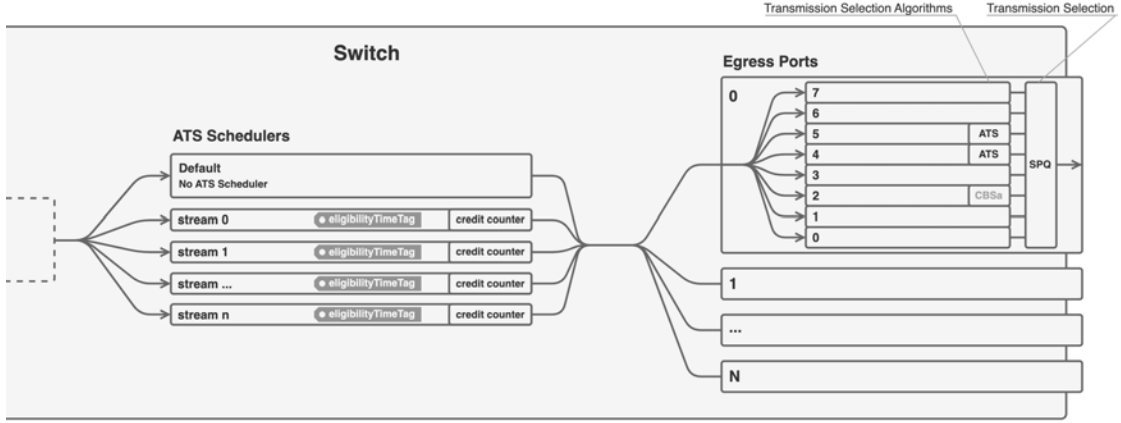 Transmission Selection Algorithms
Transmission Selection
Switch
Egress Ports
0
7
6
5 ATS
4 ATS
3
2 CBSa
1
0
SPQ
ATS Schedulers
Default
No ATS Scheduler
stream 0 eligibilityTimeTag credit counter
stream 1 eligibilityTimeTag credit counter
stream ... eligibilityTimeTag credit counter
stream n eligibilityTimeTag credit counter
1
...
N